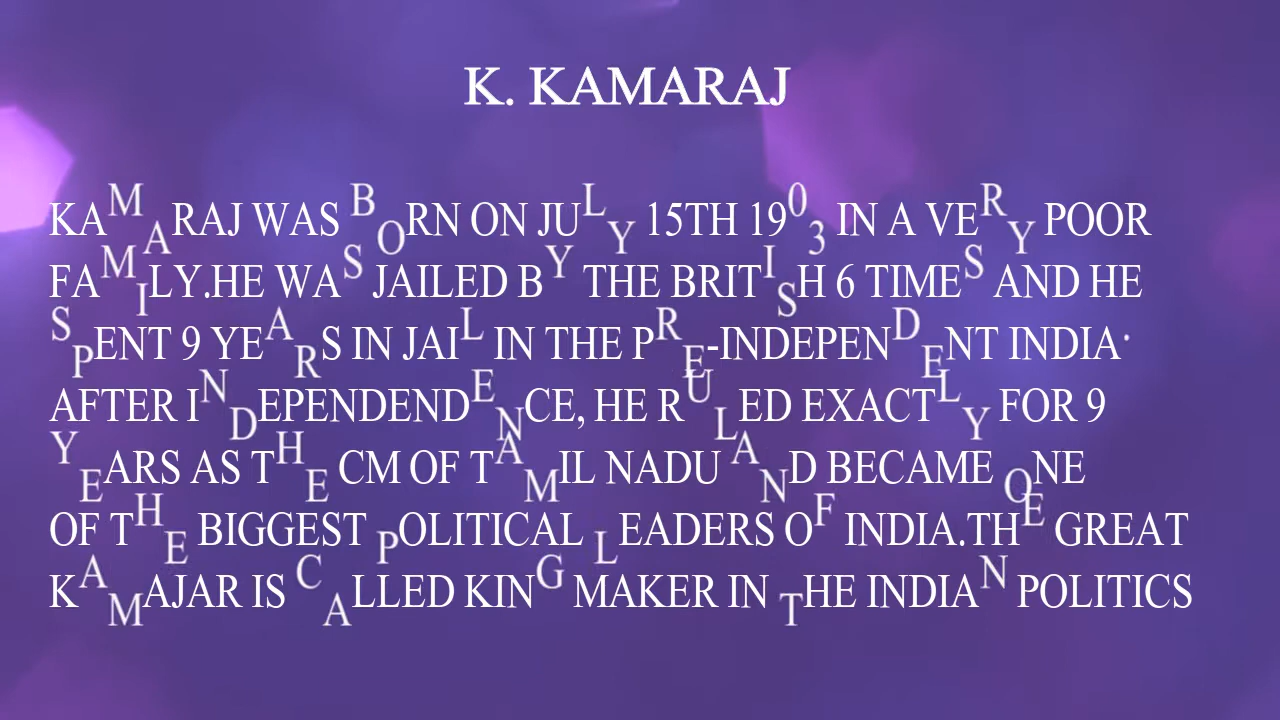 K. KAMARAJ
KAMARAJ WAS BORN ON JULY 15TH 1903 IN A VERY POOR
FAMILY.HE WAS JAILED BY THE BRITISH 6 TIMES AND HE
SPENT 9 YEARS IN JAIL IN THE PRE-INDEPENDENT INDIA.
AFTER INDEPENDENDENCE, HE RULED EXACTLY FOR 9
YEARS AS THE CM OF TAMIL NADU AND BECAME ONE
OF THE BIGGEST POLITICAL LEADERS OF INDIA.THE GREAT
KAMAJAR IS CALLED KING MAKER IN THE INDIAN POLITICS